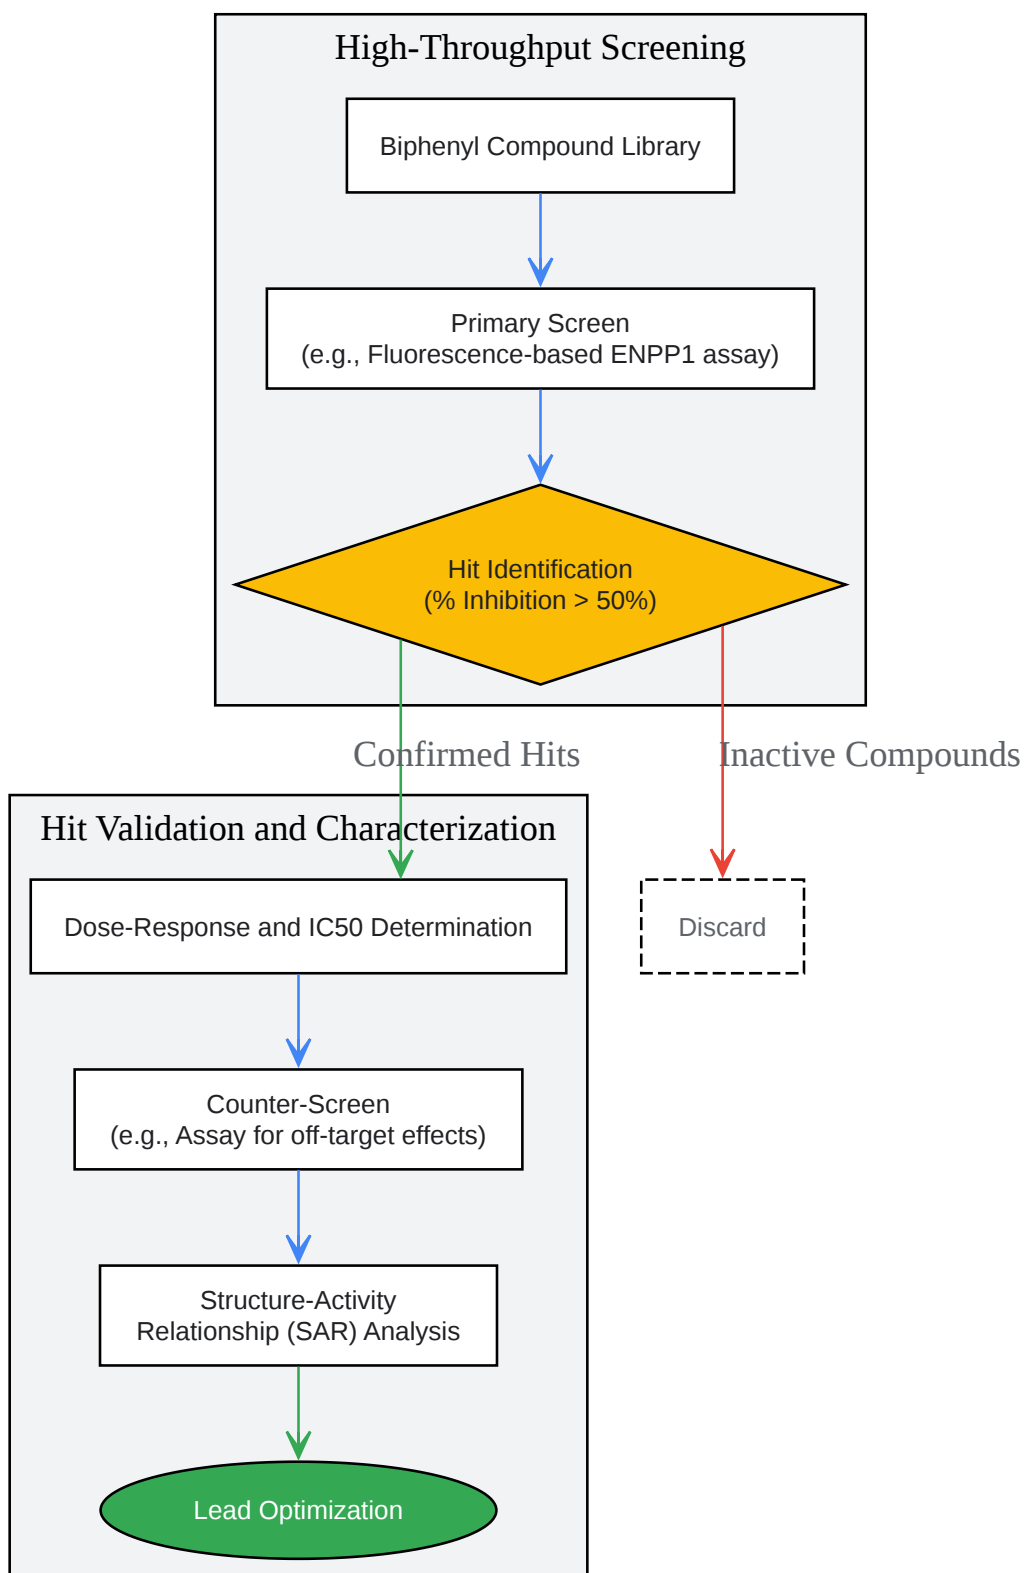 High-Throughput Screening
Biphenyl Compound Library
Primary Screen
(e.g., Fluorescence-based ENPP1 assay)
Hit Identification
(% Inhibition > 50%)
Confirmed Hits
Inactive Compounds
Hit Validation and Characterization
Dose-Response and IC50 Determination
Discard
Counter-Screen
(e.g., Assay for off-target effects)
Structure-Activity
Relationship (SAR) Analysis
Lead Optimization